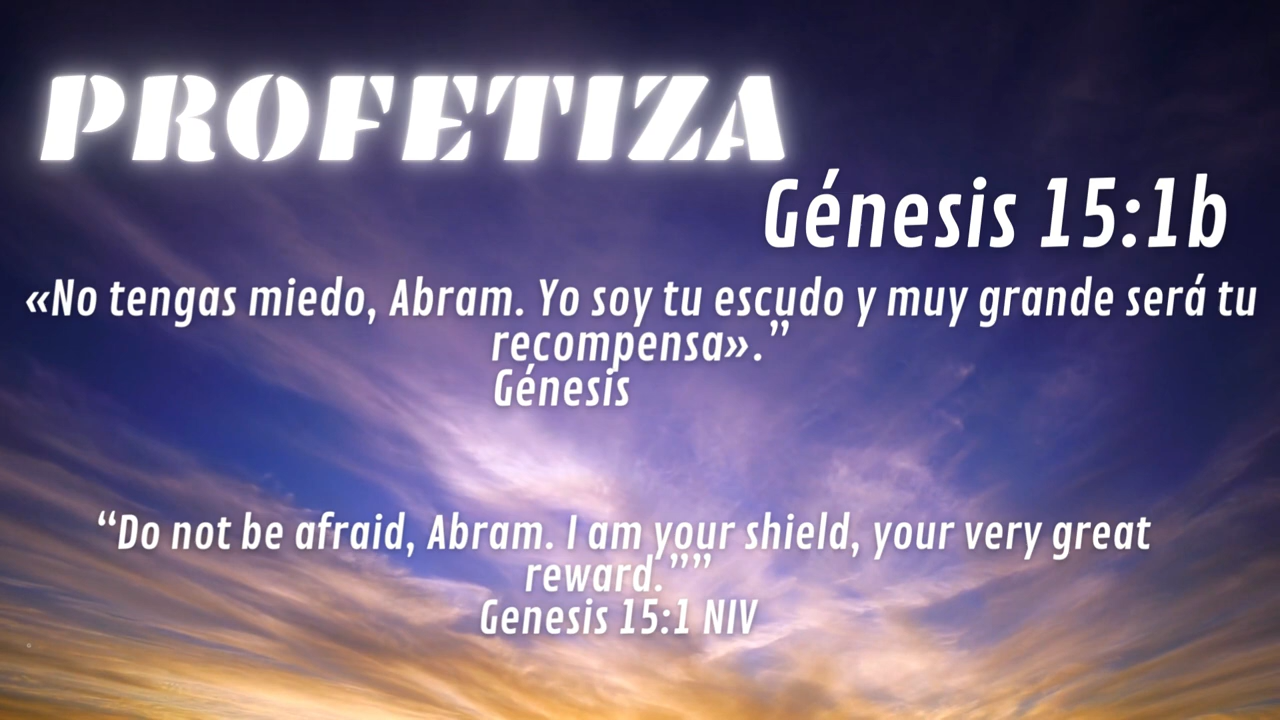 PROFETIZA
Génesis 15:1b
«No tengas miedo, Abram. Yo soy tu escudo y muy grande será tu
recompensa».”
Génesis
“Do not be afraid, Abram. I am your shield, your very great
reward.””
Genesis 15:1 NIV